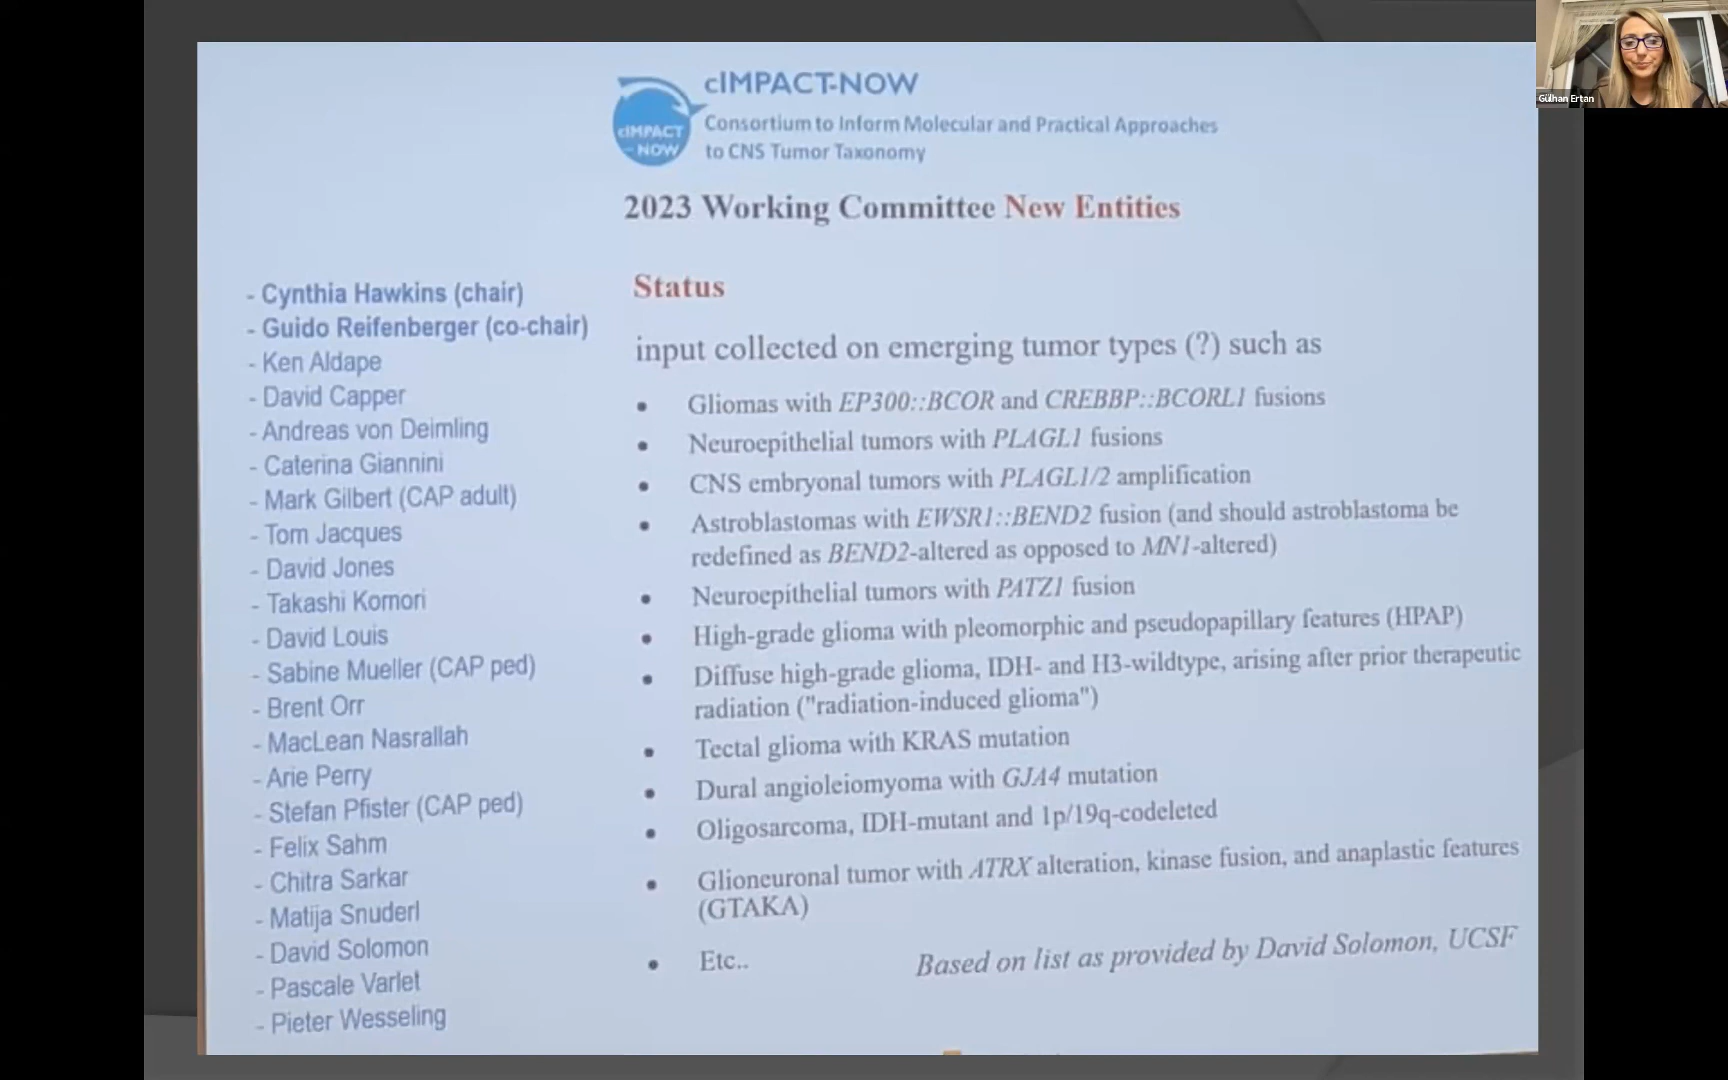 cIMPACT-NOW
cIMPACT
NOW
Consortium to Inform Molecular and Practical Approaches
to CNS Tumor Taxonomy
2023 Working Committee New Entities
- Cynthia Hawkins (chair)
- Guido Reifenberger (co-chair)
- Ken Aldape
- David Capper
- Andreas von Deimling
- Caterina Giannini
- Mark Gilbert (CAP adult)
- Tom Jacques
- David Jones
- Takashi Komori
- David Louis
- Sabine Mueller (CAP ped)
- Brent Orr
- MacLean Nasrallah
- Arie Perry
- Stefan Pfister (CAP ped)
- Felix Sahm
- Chitra Sarkar
- Matija Snuderl
- David Solomon
- Pascale Varlet
- Pieter Wesseling
Status
input collected on emerging tumor types (?) such as
• Gliomas with EP300::BCOR and CREBBP::BCORL1 fusions
• Neuroepithelial tumors with PLAGL1 fusions
• CNS embryonal tumors with PLAGL1/2 amplification
• Astroblastomas with EWSR1::BEND2 fusion (and should astroblastoma be
redefined as BEND2-altered as opposed to MN1-altered)
• Neuroepithelial tumors with PATZ1 fusion
• High-grade glioma with pleomorphic and pseudopapillary features (HPAP)
• Diffuse high-grade glioma, IDH- and H3-wildtype, arising after prior therapeutic
radiation ("radiation-induced glioma")
• Tectal glioma with KRAS mutation
• Dural angioleiomyoma with GJA4 mutation
• Oligosarcoma, IDH-mutant and 1p/19q-codeleted
• Glioneuronal tumor with ATRX alteration, kinase fusion, and anaplastic features
(GTAKA)
• Etc..
Based on list as provided by David Solomon, UCSF
Gülhan Ertan